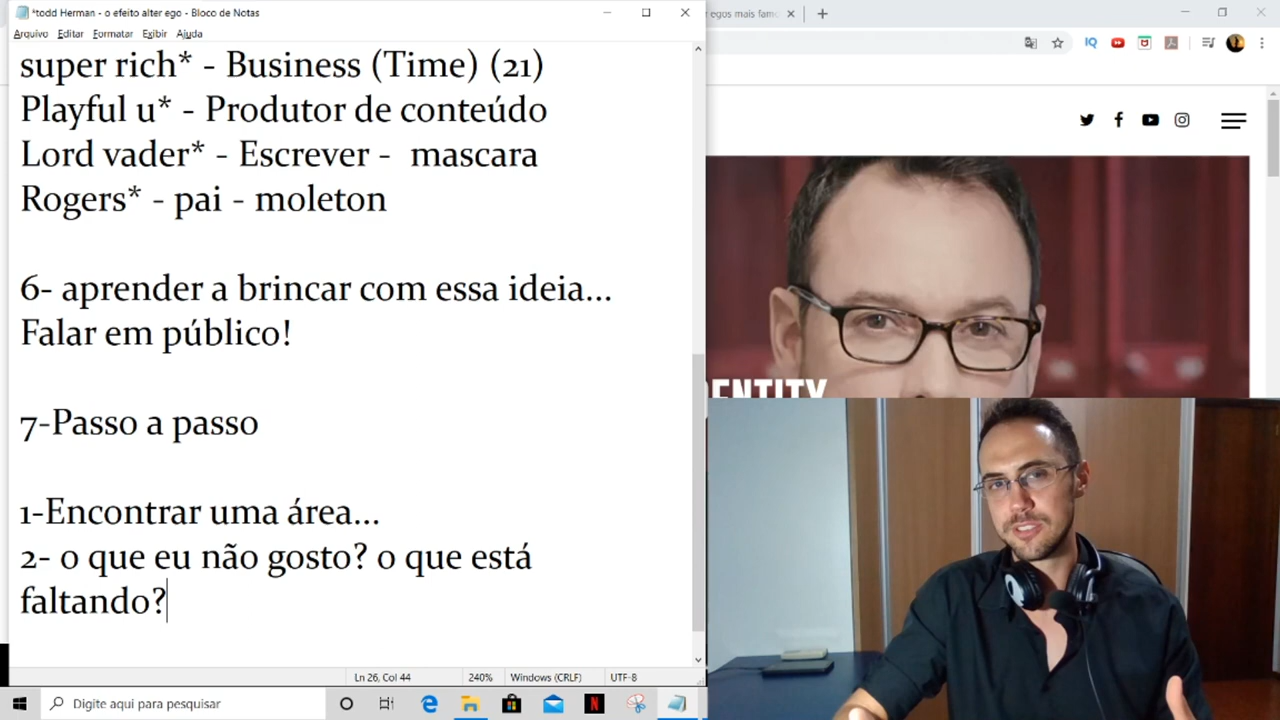 *todd Herman - o efeito alter ego - Bloco de Notas
Arquivo Editar Formatar Exibir Ajuda
super rich* - Business (Time) (21)
Playful u* - Produtor de conteúdo
Lord vader* - Escrever - mascara
Rogers* - pai - moleton
6- aprender a brincar com essa ideia...
Falar em público!
7-Passo a passo
1-Encontrar uma área...
2- o que eu não gosto? o que está
faltando?
Ln 26, Col 44 240% Windows (CRLF) UTF-8
Digite aqui para pesquisar
egos mais fam
IQ
DENTITY